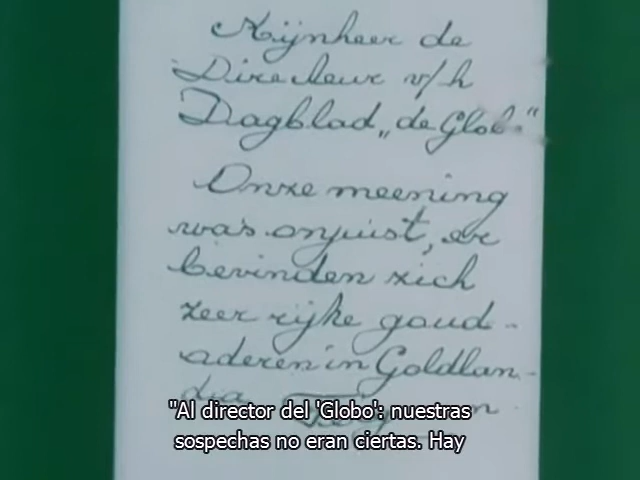 Mijnheer de
Directeur v/h
Dagblad „de Glob."
Onze meening
was onjuist, er
bevinden zich
zeer rijke goud-
aderen in Goldlan-
dia
"Al director del 'Globo': nuestras
sospechas no eran ciertas. Hay